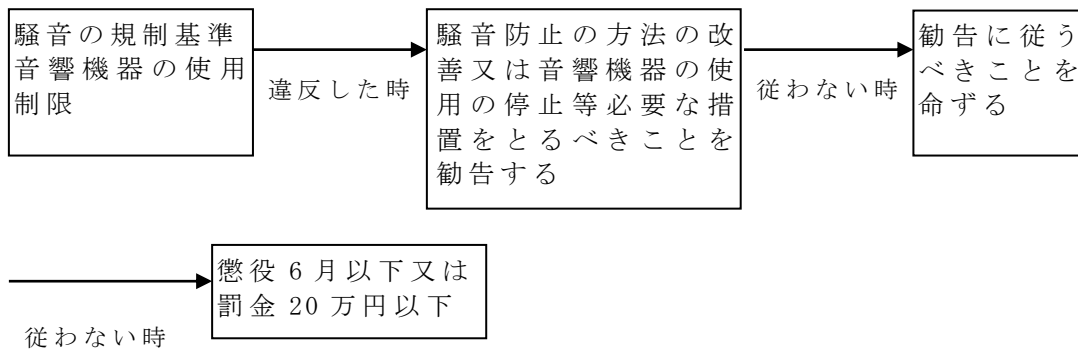 騒音の規制基準
音響機器の使用
制限
違反した時
騒音防止の方法の改
善又は音響機器の使
用の停止等必要な措
置をとるべきことを
勧告する
従わない時
勧告に従う
べきことを
命ずる
従わない時
懲役6月以下又は
罰金20万円以下